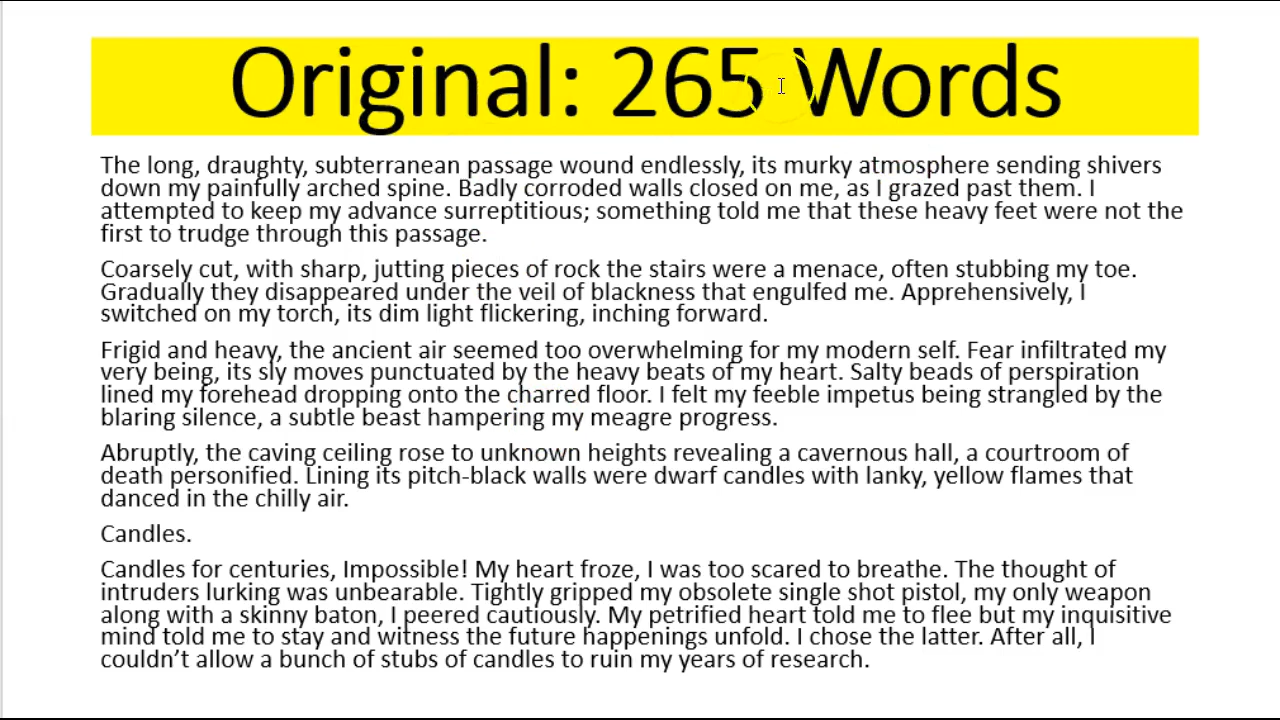 Original: 265 Words
The long, draughty, subterranean passage wound endlessly, its murky atmosphere sending shivers
down my painfully arched spine. Badly corroded walls closed on me, as I grazed past them. I
attempted to keep my advance surreptitious; something told me that these heavy feet were not the
first to trudge through this passage.
Coarsely cut, with sharp, jutting pieces of rock the stairs were a menace, often stubbing my toe.
Gradually they disappeared under the veil of blackness that engulfed me. Apprehensively, I
switched on my torch, its dim light flickering, inching forward.
Frigid and heavy, the ancient air seemed too overwhelming for my modern self. Fear infiltrated my
very being, its sly moves punctuated by the heavy beats of my heart. Salty beads of perspiration
lined my forehead dropping onto the charred floor. I felt my feeble impetus being strangled by the
blaring silence, a subtle beast hampering my meagre progress.
Abruptly, the caving ceiling rose to unknown heights revealing a cavernous hall, a courtroom of
death personified. Lining its pitch-black walls were dwarf candles with lanky, yellow flames that
danced in the chilly air.
Candles.
Candles for centuries, Impossible! My heart froze, I was too scared to breathe. The thought of
intruders lurking was unbearable. Tightly gripped my obsolete single shot pistol, my only weapon
along with a skinny baton, I peered cautiously. My petrified heart told me to flee but my inquisitive
mind told me to stay and witness the future happenings unfold. I chose the latter. After all, I
couldn’t allow a bunch of stubs of candles to ruin my years of research.